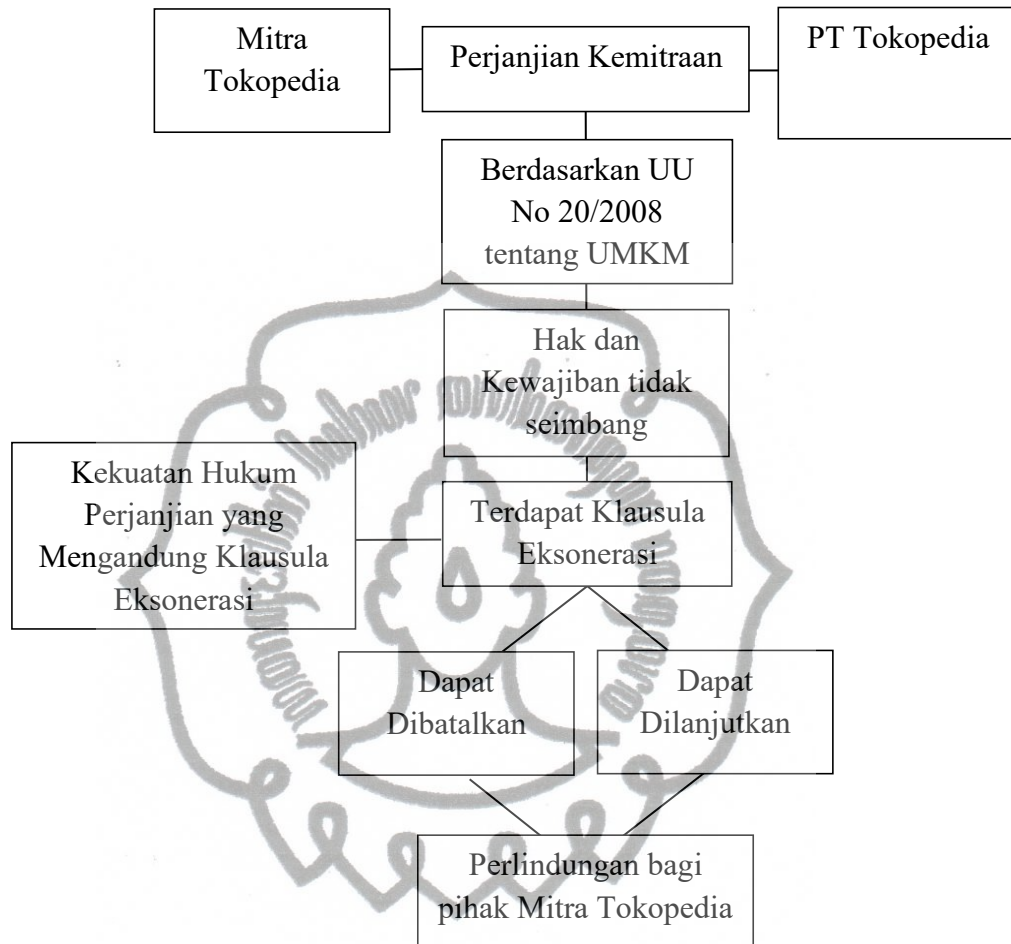 Mitra
Tokopedia
Perjanjian Kemitraan
PT Tokopedia
Berdasarkan UU
No 20/2008
tentang UMKM
Hak dan
Kewajiban tidak
seimbang
Kekuatan Hukum
Perjanjian yang
Mengandung Klausula
Eksonerasi
Terdapat Klausula
Eksonerasi
Dapat
Dibatalkan
Dapat
Dilanjutkan
Perlindungan bagi
pihak Mitra Tokopedia